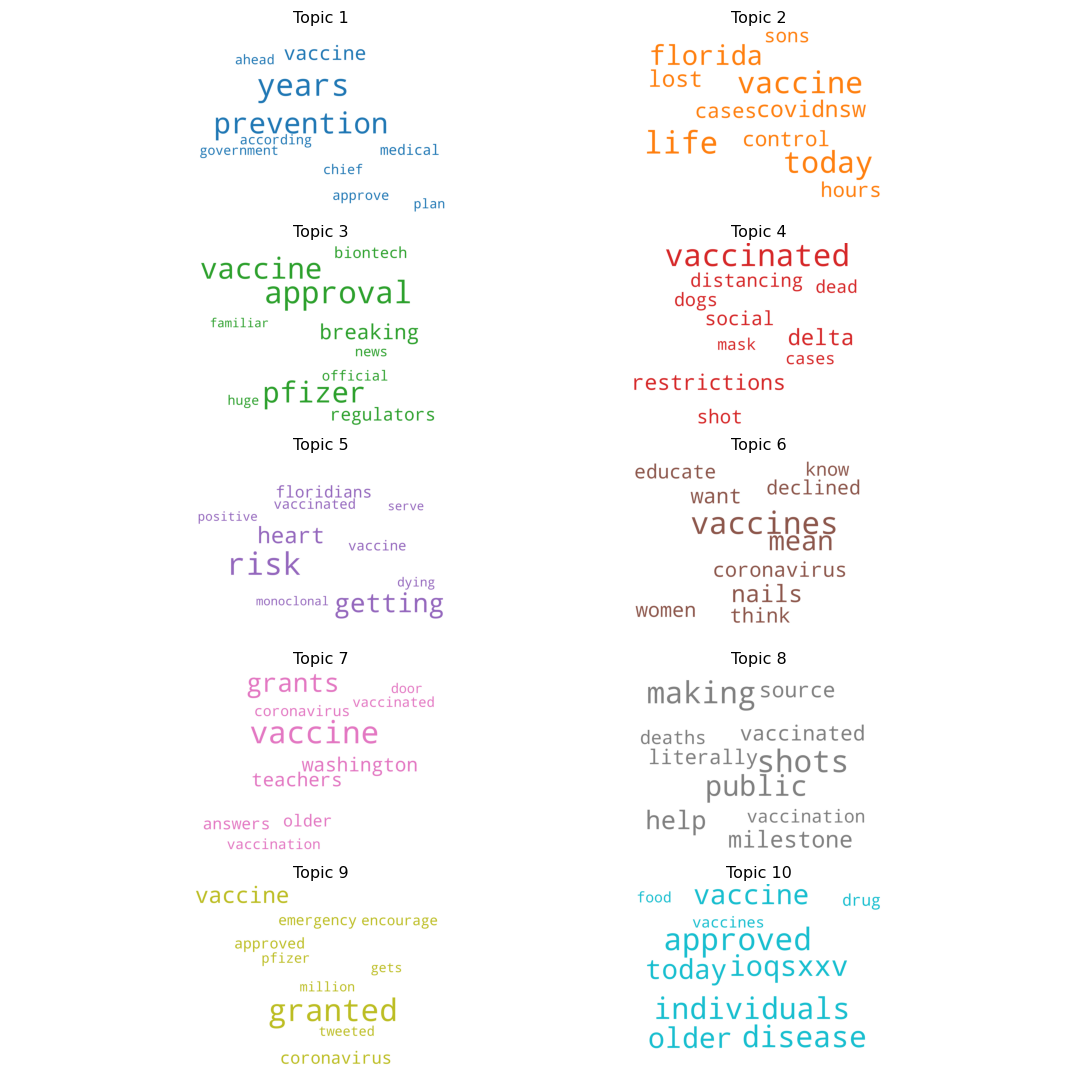 Topic 1
ahead vaccine
years
prevention
according
government medical
chief
approve
plan
Topic 2
sons
florida
lost vaccine
cases covidnsw
life control
today
hours
Topic 3
biontech
vaccine
approval
familiar
breaking
news
official
pfizer
huge
regulators
Topic 4
vaccinated
distancing dead
dogs
social
mask delta
cases
restrictions
shot
Topic 5
floridians
vaccinated serve
positive
heart
vaccine
risk
dying
monoclonal getting
Topic 6
educate know
want declined
vaccines
mean
coronavirus
nails
women think
Topic 7
grants door
coronavirus vaccinated
vaccine
washington
teachers
answers older
vaccination
Topic 8
making source
deaths vaccinated
literally shots
public
help vaccination
milestone
Topic 9
vaccine
emergency encourage
approved
pfizer
gets
million
granted
tweeted
coronavirus
Topic 10
food vaccine drug
vaccines
approved
today ioqsxxv
individuals
older disease